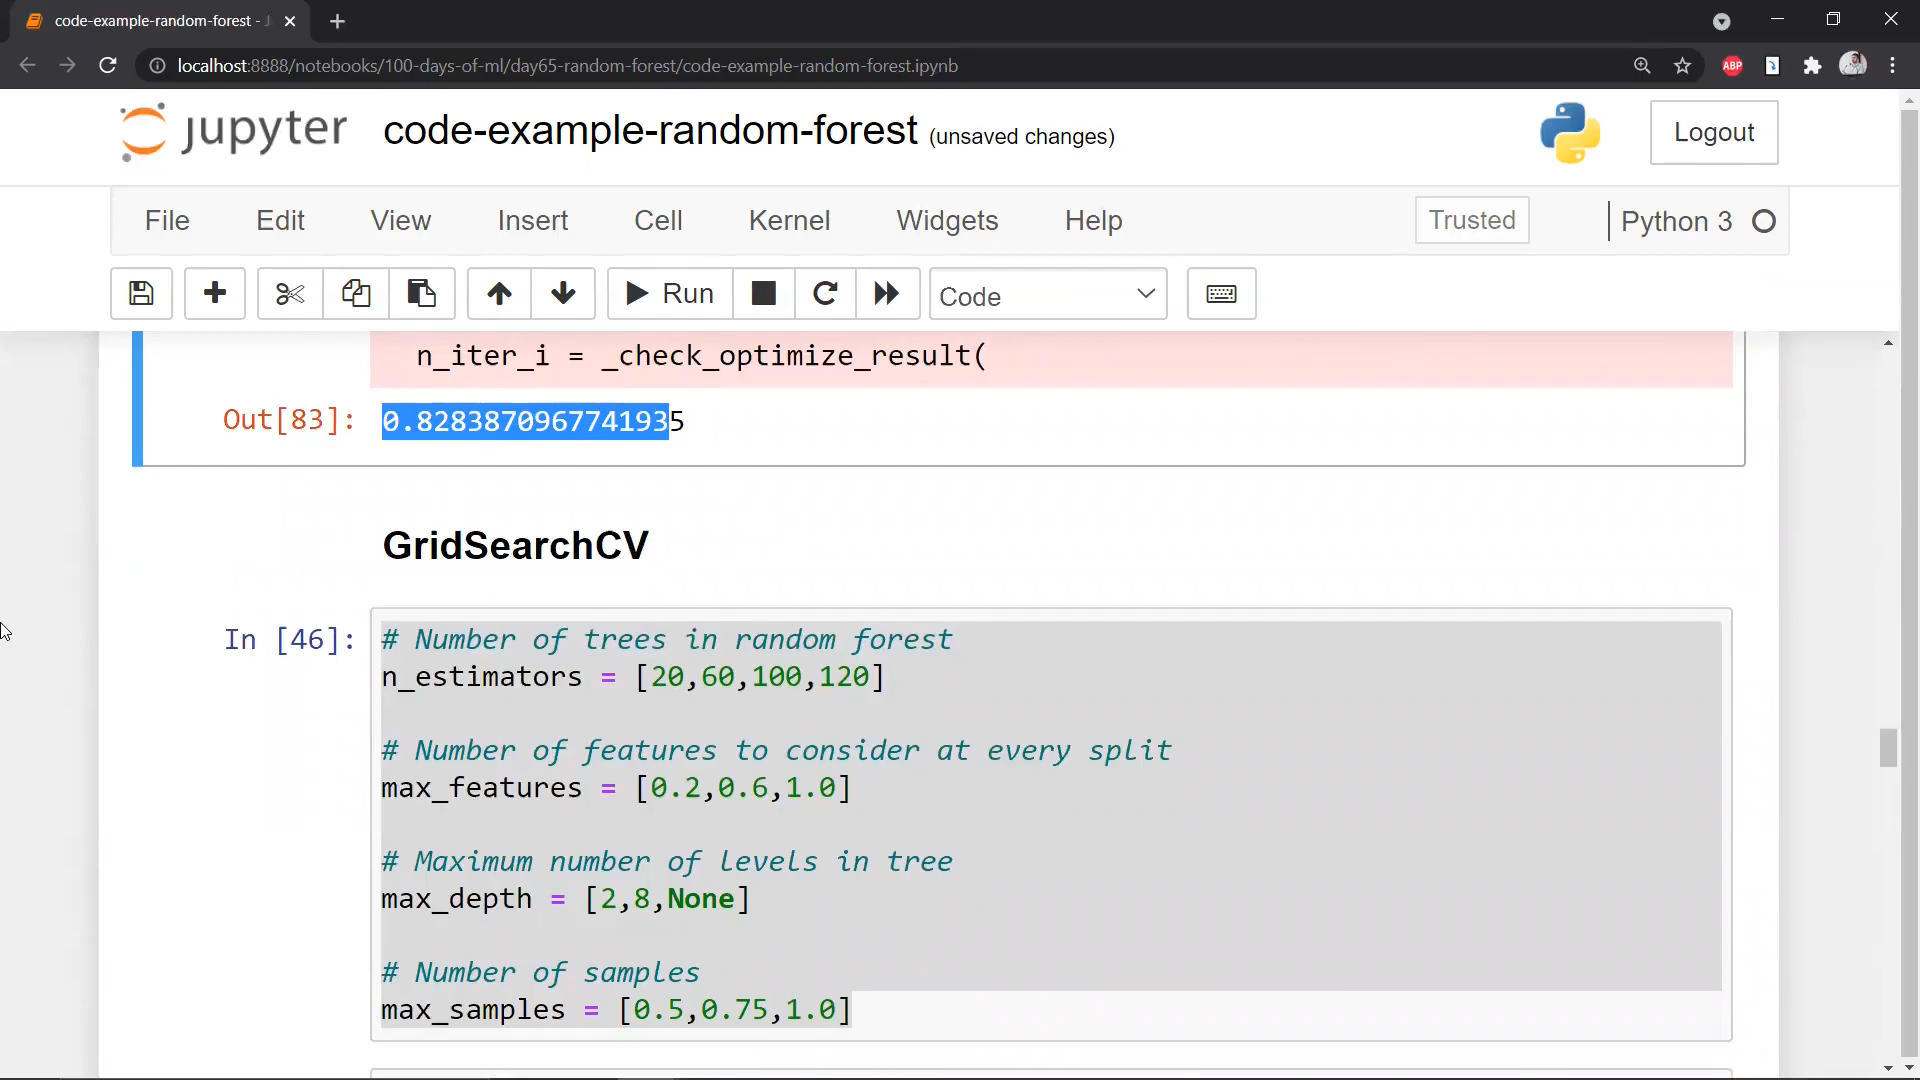 code-example-random-forest - J
localhost:8888/notebooks/100-days-of-ml/day65-random-forest/code-example-random-forest.ipynb
ABP
jupyter code-example-random-forest (unsaved changes)
Logout
File Edit View Insert Cell Kernel Widgets Help Trusted Python 3
Run Code
n_iter_i = _check_optimize_result(
Out[83]: 0.8283870967741935
GridSearchCV
In [46]: # Number of trees in random forest
n_estimators = [20,60,100,120]
# Number of features to consider at every split
max_features = [0.2,0.6,1.0]
# Maximum number of levels in tree
max_depth = [2,8,None]
# Number of samples
max_samples = [0.5,0.75,1.0]